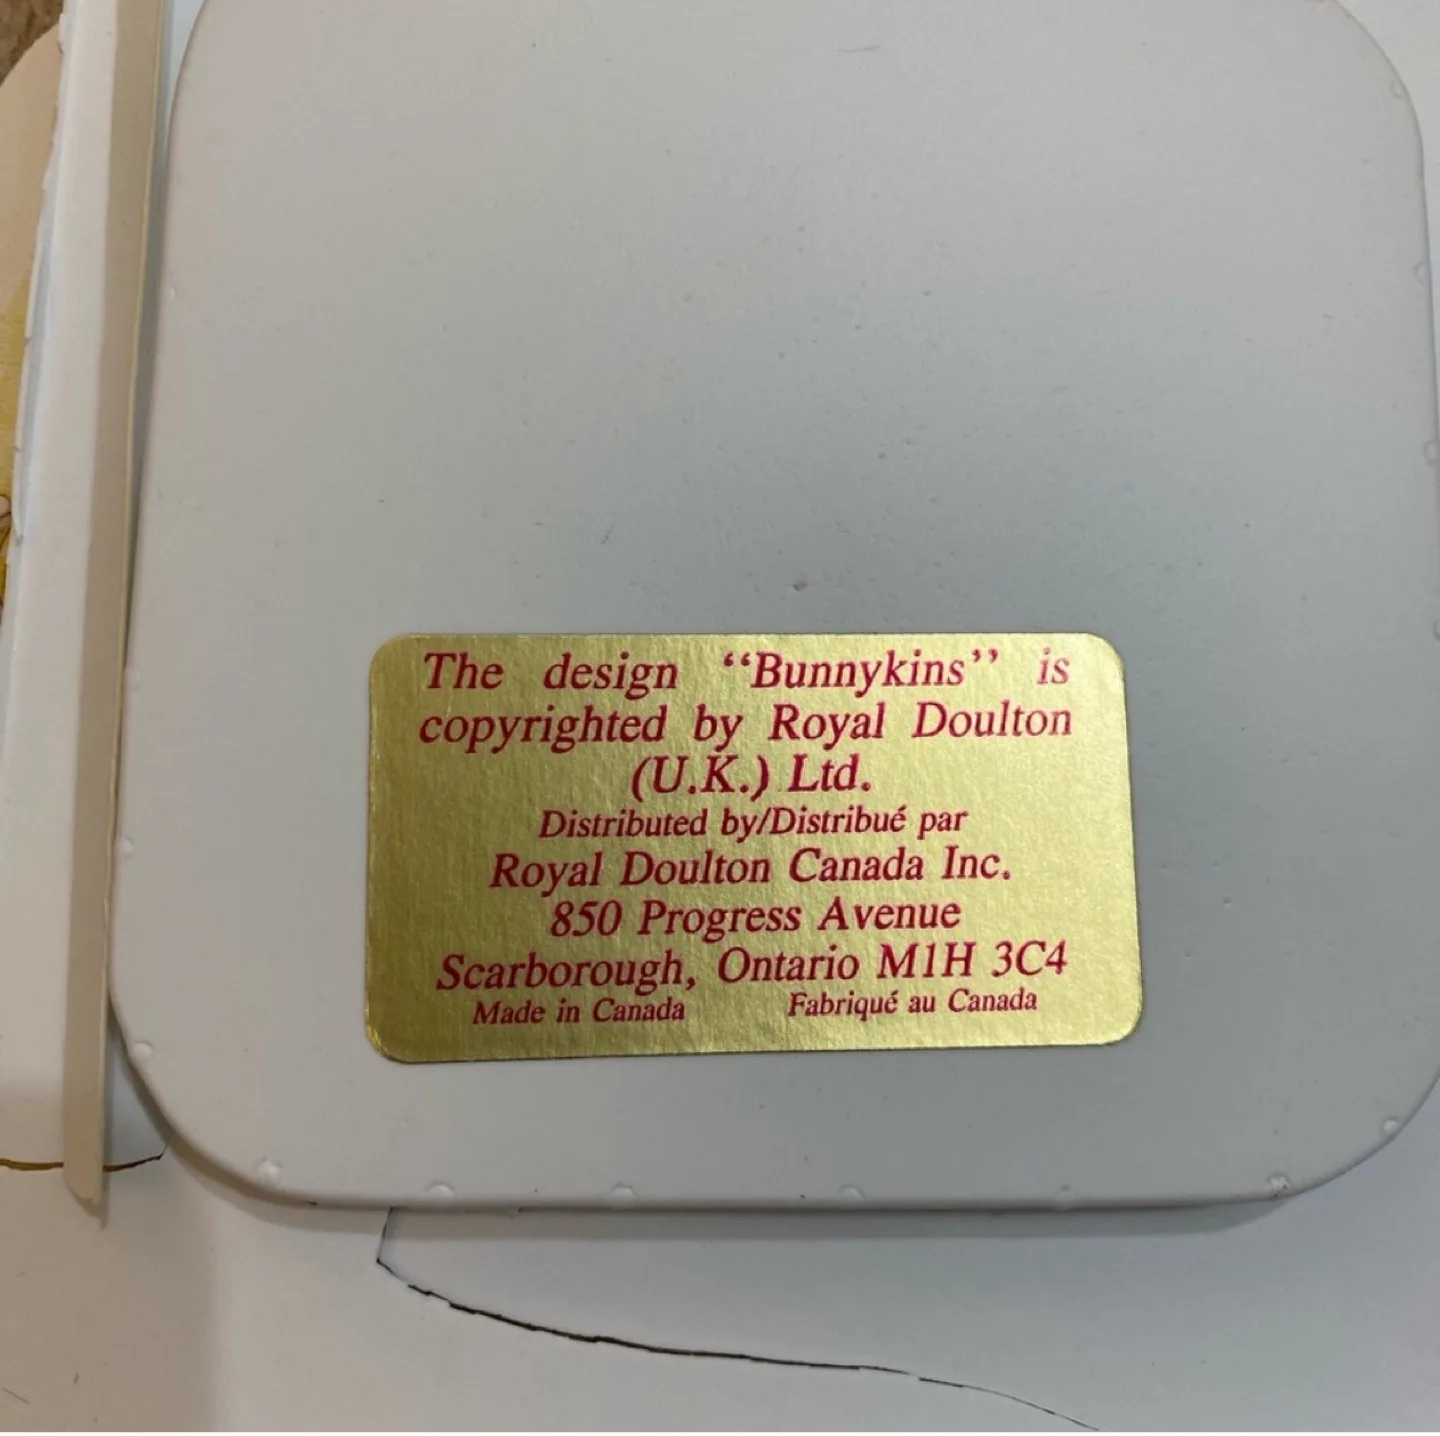 The design “Bunnykins” is
copyrighted by Royal Doulton
(U.K.) Ltd.
Distributed by/Distribué par
Royal Doulton Canada Inc.
850 Progress Avenue
Scarborough, Ontario M1H 3C4
Made in Canada Fabriqué au Canada